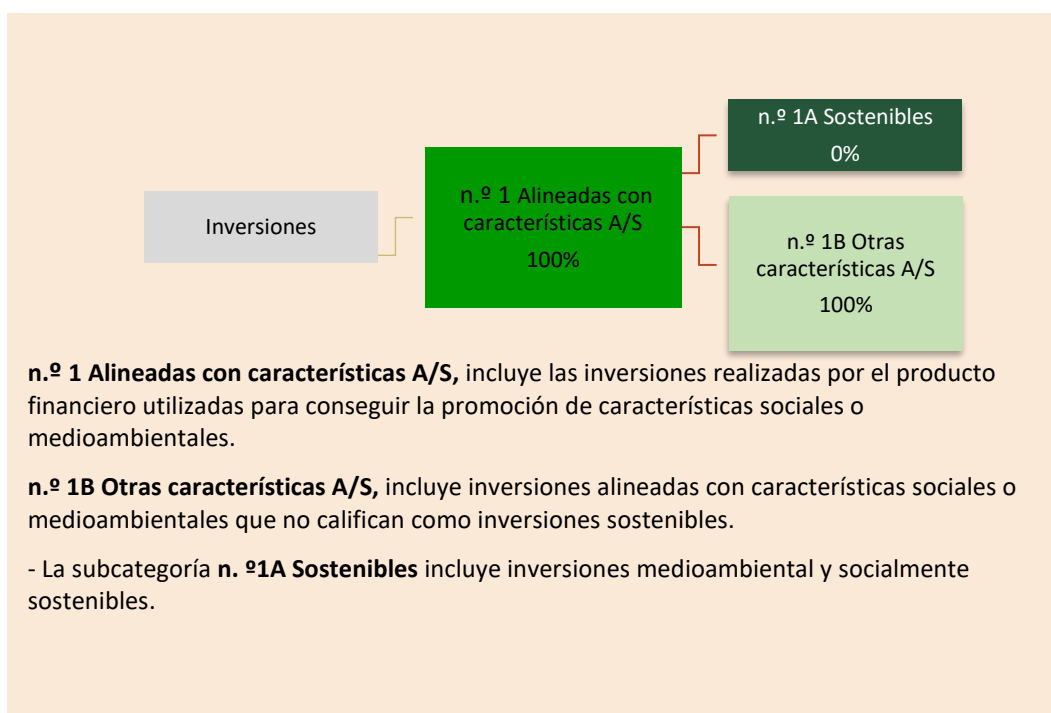 Inversiones
n.º 1 Alineadas con
características A/S
100%
n.º 1A Sostenibles
0%
n.º 1B Otras
características A/S
100%
n.º 1 Alineadas con características A/S, incluye las inversiones realizadas por el producto
financiero utilizadas para conseguir la promoción de características sociales o
medioambientales.
n.º 1B Otras características A/S, incluye inversiones alineadas con características sociales o
medioambientales que no califican como inversiones sostenibles.
- La subcategoría n. º1A Sostenibles incluye inversiones medioambiental y socialmente
sostenibles.